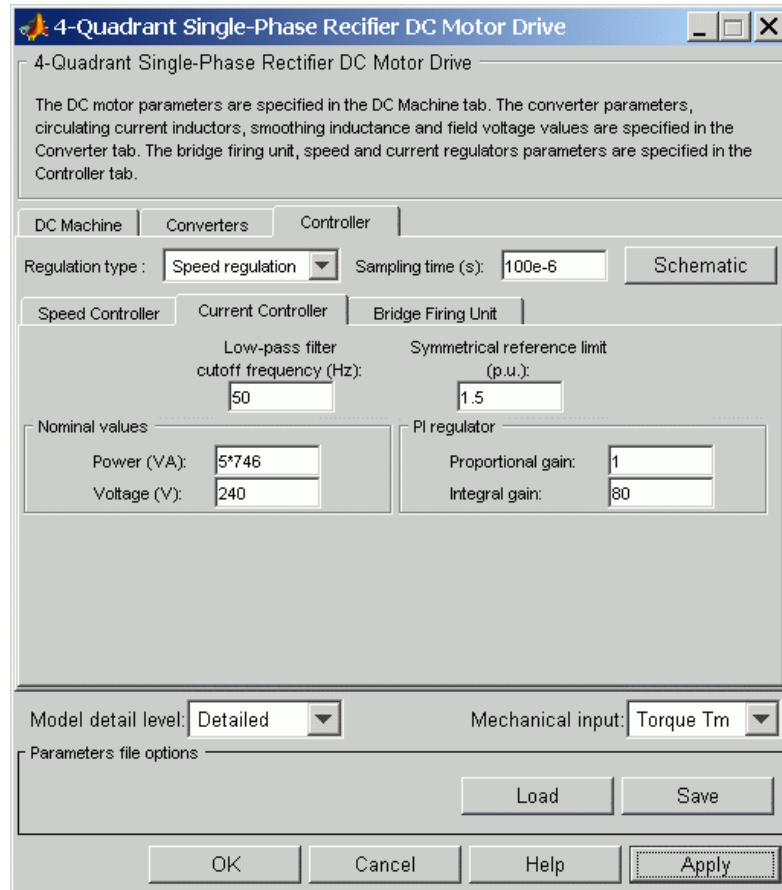 4-Quadrant Single-Phase Recifier DC Motor Drive
4-Quadrant Single-Phase Rectifier DC Motor Drive
The DC motor parameters are specified in the DC Machine tab. The converter parameters,
circulating current inductors, smoothing inductance and field voltage values are specified in the
Converter tab. The bridge firing unit, speed and current regulators parameters are specified in the
Controller tab.
DC Machine Converters Controller
Regulation type : Speed regulation Sampling time (s): 100e-6 Schematic
Speed Controller Current Controller Bridge Firing Unit
Low-pass filter Symmetrical reference limit
cutoff frequency (Hz): (p.u.):
50 1.5
Nominal values PI regulator
Power (VA): 5*746 Proportional gain: 1
Voltage (V): 240 Integral gain: 80
Model detail level: Detailed Mechanical input: Torque Tm
Parameters file options
Load Save
OK Cancel Help Apply